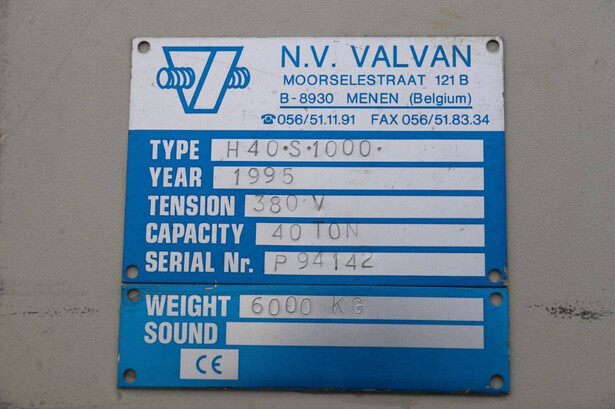 N.V. VALVAN
MOORSELESTRAAT 121 B
B-8930 MENEN (Belgium)
☎056/51.11.91 FAX 056/51.83.34
TYPE H40·S·1000·
YEAR 1995
TENSION 380 V
CAPACITY 40 TON
SERIAL Nr. P 94142
WEIGHT 6000 KG
SOUND
CE